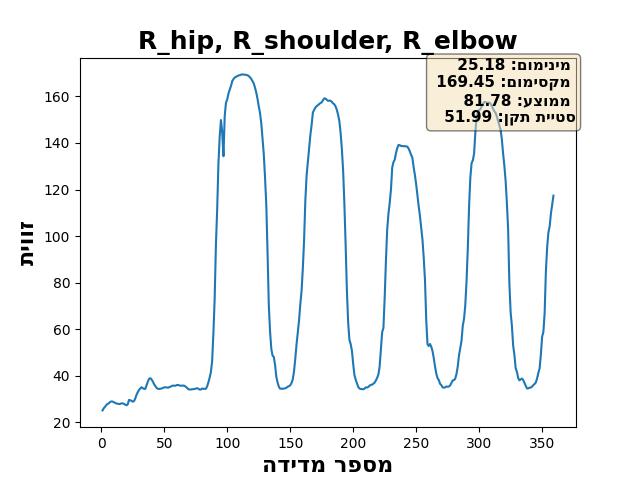 R_hip, R_shoulder, R_elbow
מינימום: 25.18
מקסימום: 169.45
ממוצע: 81.78
סטיית תקן: 51.99
זווית
160
140
120
100
80
60
40
20
0 50 100 150 200 250 300 350
מספר מדידה